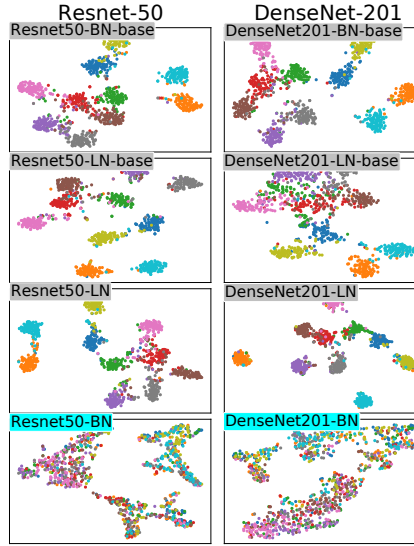 Resnet-50 DenseNet-201
Resnet50-BN-base DenseNet201-BN-base
Resnet50-LN-base DenseNet201-LN-base
Resnet50-LN DenseNet201-LN
Resnet50-BN DenseNet201-BN